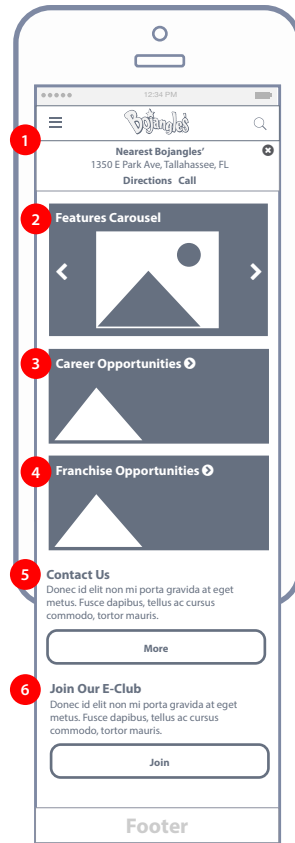 12:34 PM
Bojangles
1
Nearest Bojangles'
1350 E Park Ave, Tallahassee, FL
Directions Call
2
Features Carousel
3
Career Opportunities
4
Franchise Opportunities
5
Contact Us
Donec id elit non mi porta gravida at eget
metus. Fusce dapibus, tellus ac cursus
commodo, tortor mauris.
More
6
Join Our E-Club
Donec id elit non mi porta gravida at eget
metus. Fusce dapibus, tellus ac cursus
commodo, tortor mauris.
Join
Footer